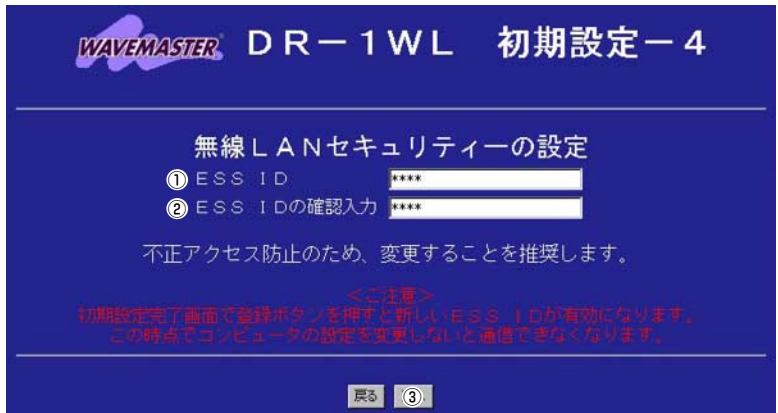 WAVEMASTER DR－1WL 初期設定－4
無線LANセキュリティーの設定
① ESS ID ****
② ESS IDの確認入力 ****
不正アクセス防止のため、変更することを推奨します。
＜ご注意＞
初期設定完了画面で登録ボタンを押すと新しいESS IDが有効になります。
この時点でコンピュータの設定を変更しないと通信できなくなります。
戻る ③